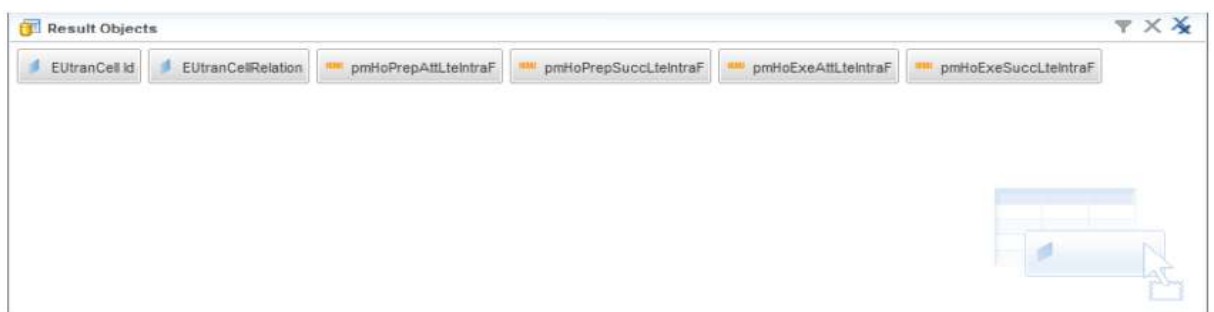 Result Objects
EUtranCell Id EUtranCellRelation pmHoPrepAttLteIntraF pmHoPrepSuccLteIntraF pmHoExeAttLteIntraF pmHoExeSuccLteIntraF